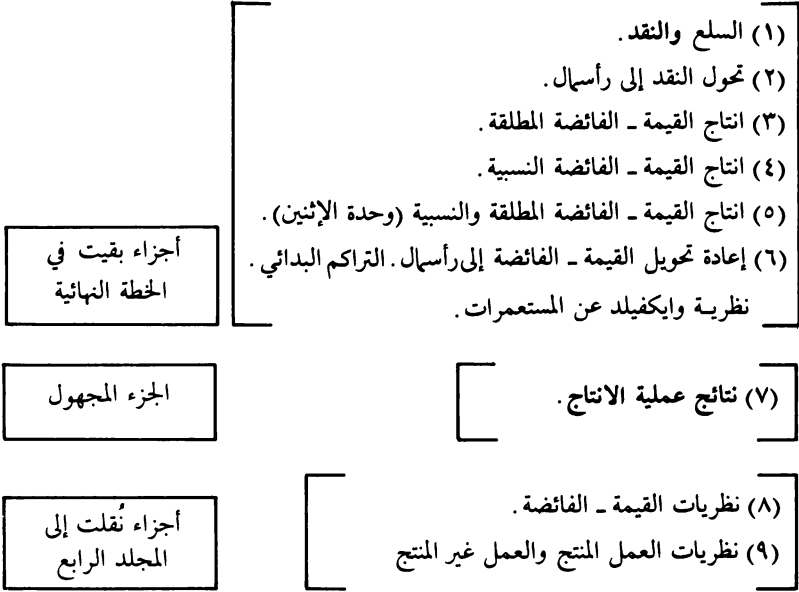 (١) السلع والنقد.
(٢) تحول النقد إلى رأسمال.
(٣) انتاج القيمة ـ الفائضة المطلقة.
(٤) انتاج القيمة ـ الفائضة النسبية.
(٥) انتاج القيمة ـ الفائضة المطلقة والنسبية (وحدة الإثنين).
(٦) إعادة تحويل القيمة ـ الفائضة إلى رأسمال. التراكم البدائي.
نظرية وايكفيلد عن المستعمرات.
أجزاء بقيت في
الخطة النهائية
(٧) نتائج عملية الانتاج.
الجزء المجهول
(٨) نظريات القيمة ـ الفائضة.
(٩) نظريات العمل المنتج والعمل غير المنتج
أجزاء نُقلت إلى
المجلد الرابع